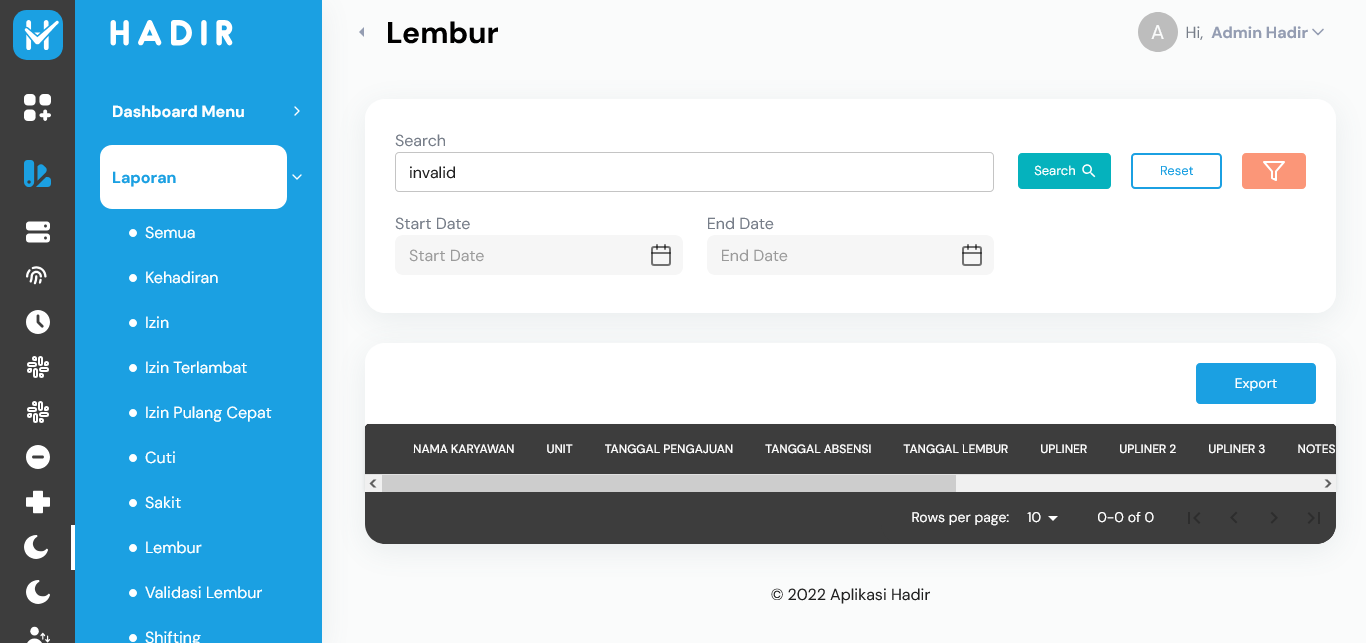 HADIR
Dashboard Menu
Laporan
Semua
Kehadiran
Izin
Izin Terlambat
Izin Pulang Cepat
Cuti
Sakit
Lembur
Validasi Lembur
Shifting
Lembur
A Hi, Admin Hadir
Search
invalid
Search
Reset
Start Date End Date
Start Date End Date
Export
NAMA KARYAWAN UNIT TANGGAL PENGAJUAN TANGGAL ABSENSI TANGGAL LEMBUR UPLINER UPLINER 2 UPLINER 3 NOTES
Rows per page: 10 0-0 of 0
© 2022 Aplikasi Hadir